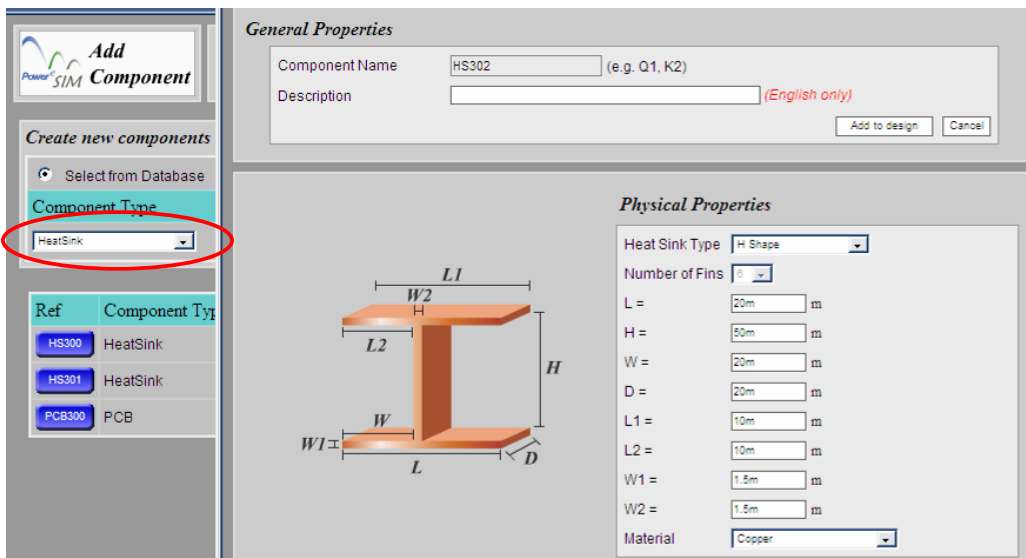 Power SIM
Add
Component
Create new components
Select from Database
Component Type
HeatSink
Ref Component Typ
HS300 HeatSink
HS301 HeatSink
PCB300 PCB
General Properties
Component Name HS302 (e.g. Q1, K2)
Description (English only)
Add to design Cancel
L1
W2
L2
H
W
W1
L
D
Physical Properties
Heat Sink Type H Shape
Number of Fins 6
L = 20m m
H = 50m m
W = 20m m
D = 20m m
L1 = 10m m
L2 = 10m m
W1 = 1.5m m
W2 = 1.5m m
Material Copper